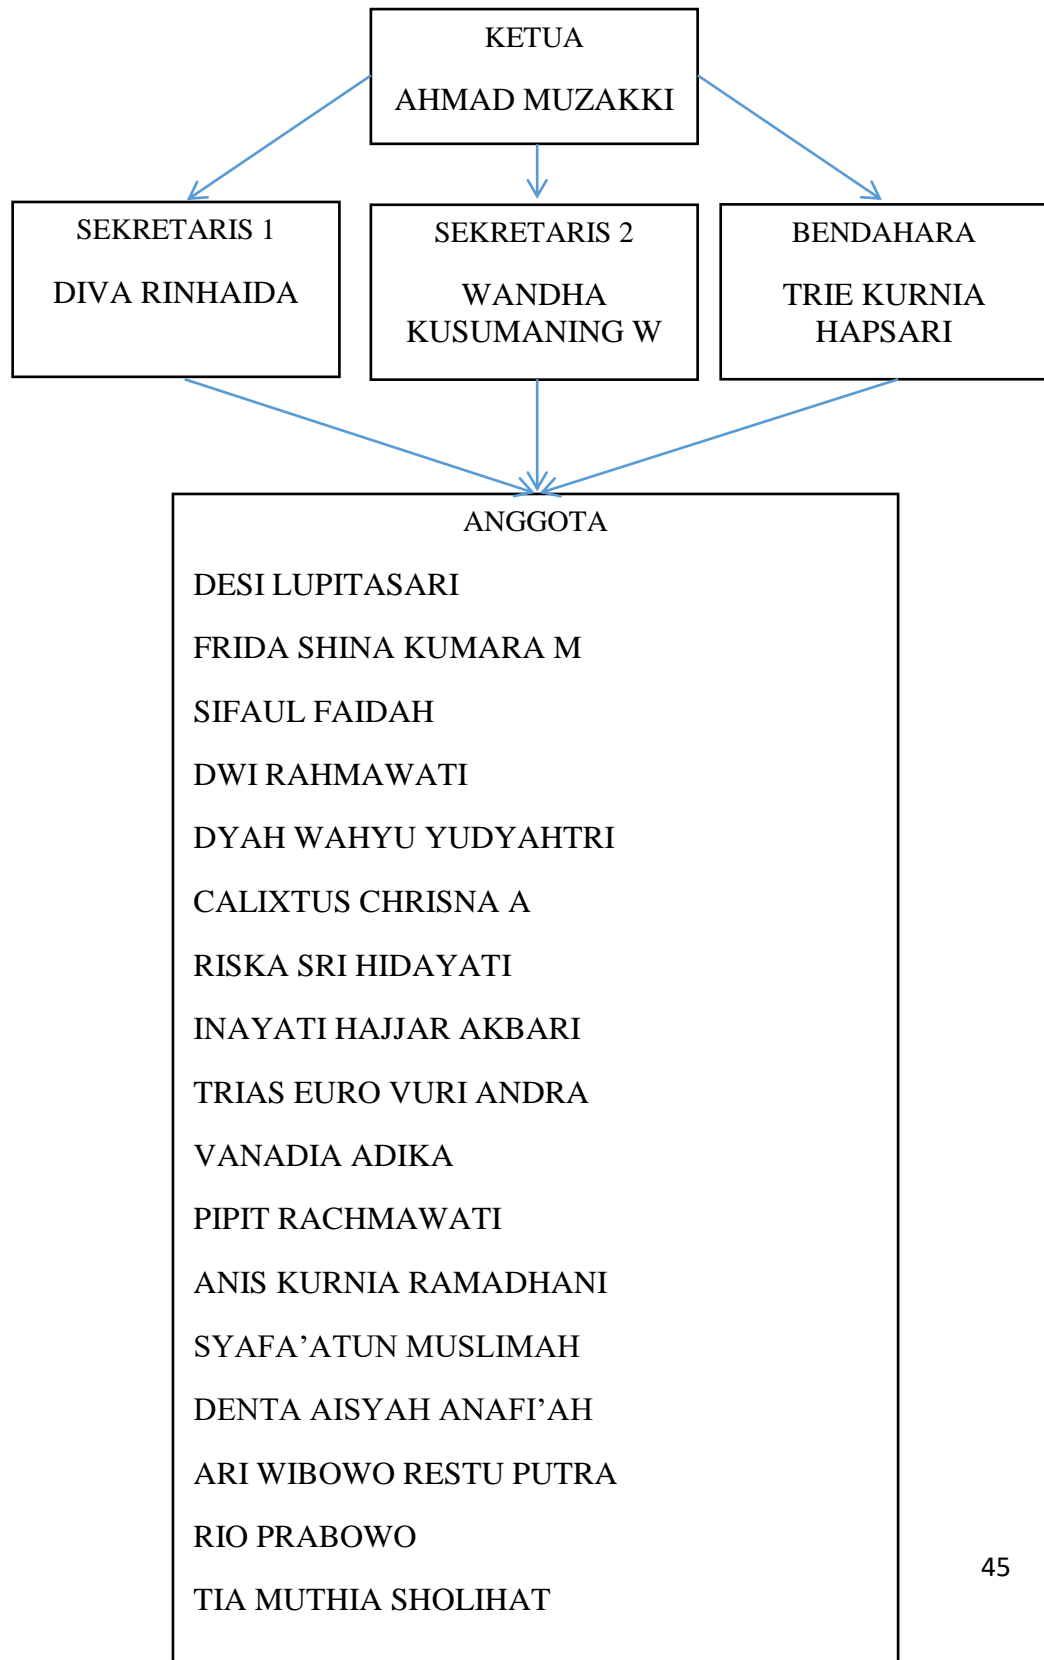 KETUA
AHMAD MUZAKKI
SEKRETARIS 1
DIVA RINHAIDA
SEKRETARIS 2
WANDHA
KUSUMANING W
BENDAHARA
TRIE KURNIA
HAPSARI
ANGGOTA
DESI LUPITASARI
FRIDA SHINA KUMARA M
SIFAUL FAIDAH
DWI RAHMAWATI
DYAH WAHYU YUDYAHTRI
CALIXTUS CHRISNA A
RISKA SRI HIDAYATI
INAYATI HAJJAR AKBARI
TRIAS EURO VURI ANDRA
VANADIA ADIKA
PIPIT RACHMAWATI
ANIS KURNIA RAMADHANI
SYAFA’ATUN MUSLIMAH
DENTA AISYAH ANAFI’AH
ARI WIBOWO RESTU PUTRA
RIO PRABOWO
TIA MUTHIA SHOLIHAT
45